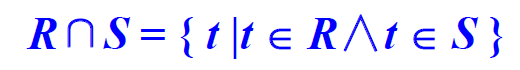 R∩S = { t |t ∈ R∧t ∈ S }